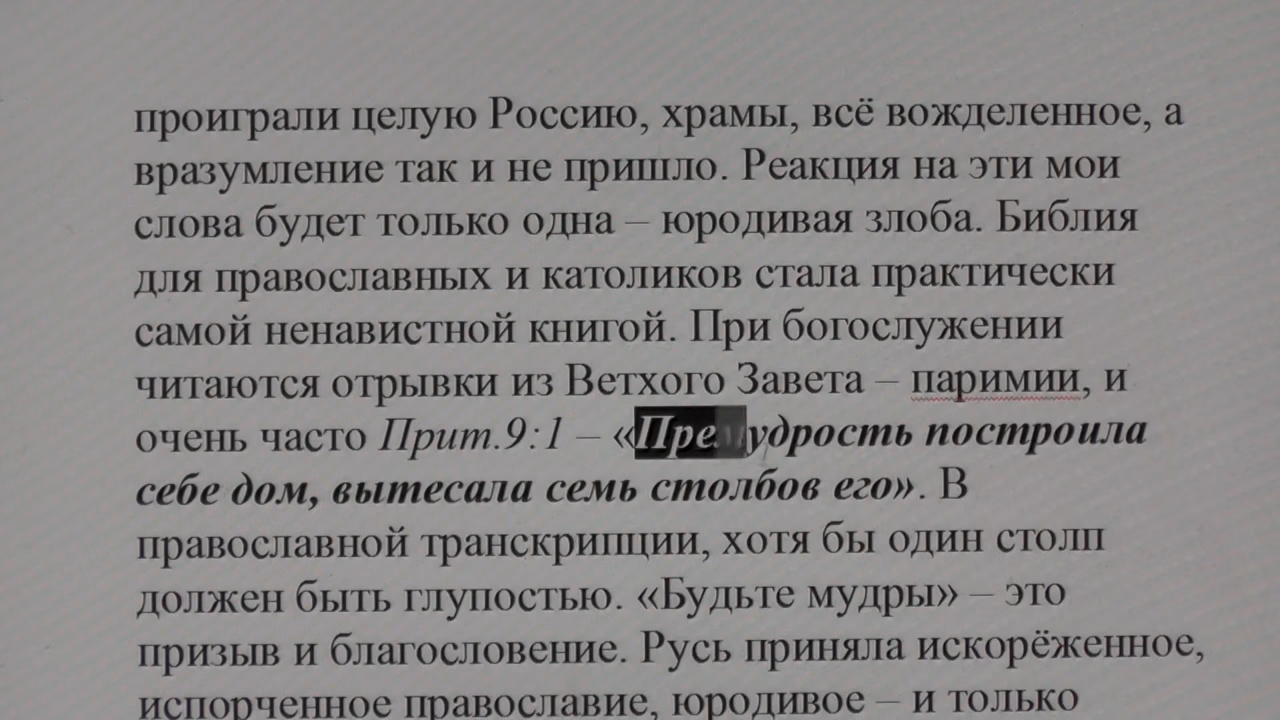 проиграли целую Россию, храмы, всё вожделенное, а
вразумление так и не пришло. Реакция на эти мои
слова будет только одна – юродивая злоба. Библия
для православных и католиков стала практически
самой ненавистной книгой. При богослужении
читаются отрывки из Ветхого Завета – паримии, и
очень часто Прит.9:1 – «Премудрость построила
себе дом, вытесала семь столбов его». В
православной транскрипции, хотя бы один столп
должен быть глупостью. «Будьте мудры» – это
призыв и благословение. Русь приняла искорёженное,
испорченное православие, юродивое – и только